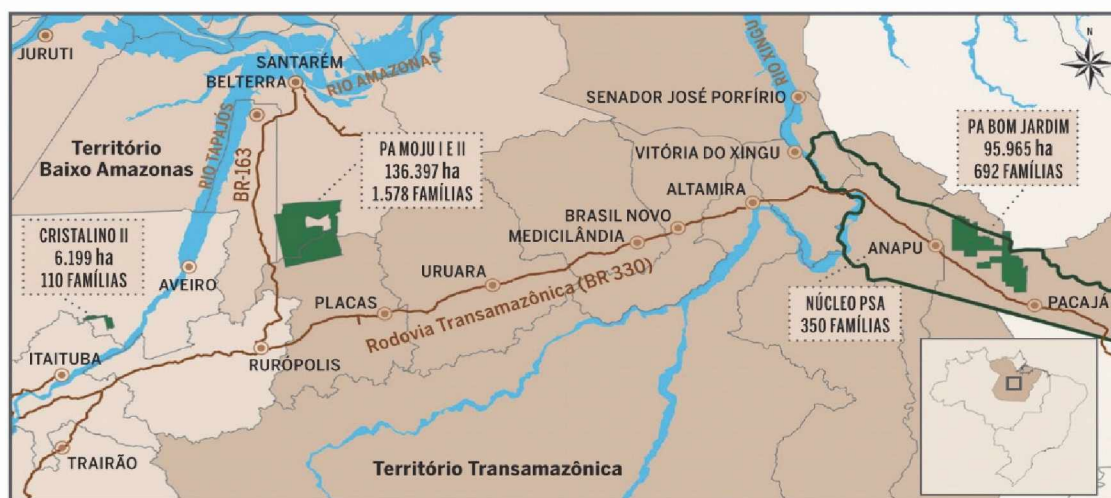 JURUTI
SANTARÉM
BELTERRA
RIO AMAZONAS
RIO TAPAJÓS
BR-163
Território
Baixo Amazonas
PA MOJU I E II
136.397 ha
1.578 FAMÍLIAS
CRISTALINO II
6.199 ha
110 FAMÍLIAS
AVEIRO
ITAITUBA
TRAIRÃO
RURÓPOLIS
PLACAS
URUARA
Rodovia Transamazônica (BR 330)
MEDICILÂNDIA
BRASIL NOVO
ALTAMIRA
VITÓRIA DO XINGU
SENADOR JOSÉ PORFÍRIO
RIO XINGU
N
PA BOM JARDIM
95.965 ha
692 FAMÍLIAS
ANAPU
NÚCLEO PSA
350 FAMÍLIAS
PACAJÁ
Território Transamazônica